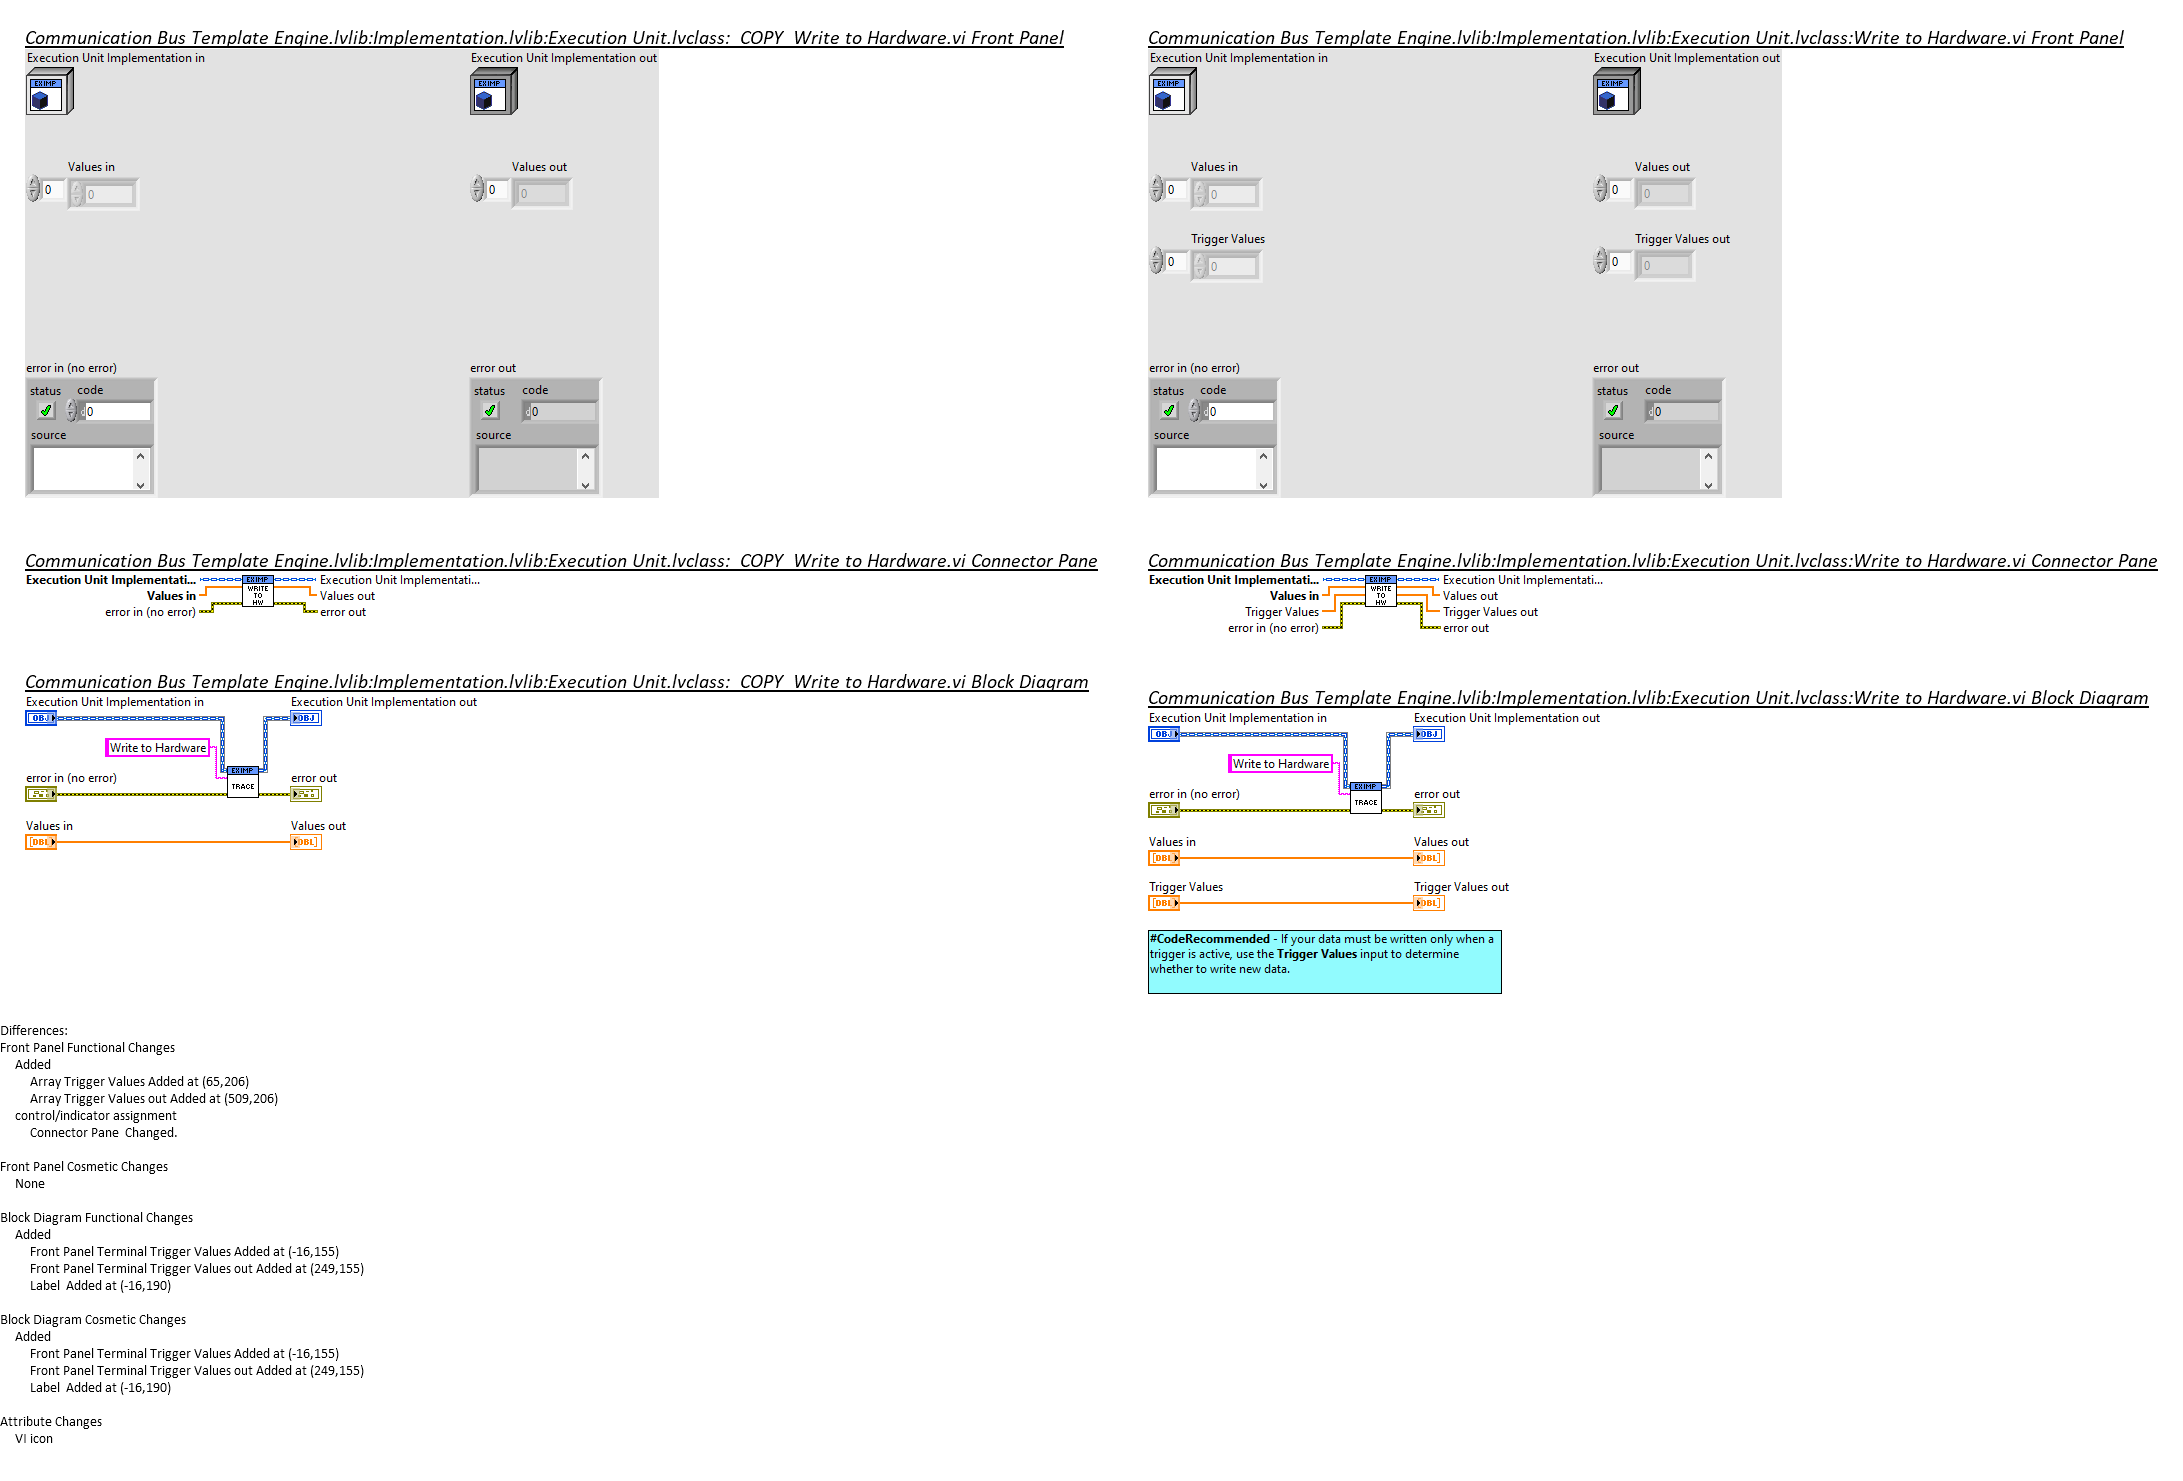 Communication Bus Template Engine.lvlib:Implementation.lvlib:Execution Unit.lvclass:_COPY_Write to Hardware.vi Front Panel
Execution Unit Implementation in
Execution Unit Implementation out
EXIMP
EXIMP
Values in
Values out
0
0
0
0
error in (no error)
error out
status code
status code
d0
d0
source
source
Communication Bus Template Engine.lvlib:Implementation.lvlib:Execution Unit.lvclass:Write to Hardware.vi Front Panel
Execution Unit Implementation in
Execution Unit Implementation out
EXIMP
EXIMP
Values in
Values out
0
0
0
0
Trigger Values
Trigger Values out
0
0
0
0
error in (no error)
error out
status code
status code
d0
d0
source
source
Communication Bus Template Engine.lvlib:Implementation.lvlib:Execution Unit.lvclass:_COPY_Write to Hardware.vi Connector Pane
Execution Unit Implementati...
Values in
error in (no error)
EXIMP
WRITE
TO
HW
Execution Unit Implementati...
Values out
error out
Communication Bus Template Engine.lvlib:Implementation.lvlib:Execution Unit.lvclass:Write to Hardware.vi Connector Pane
Execution Unit Implementati...
Values in
Trigger Values
error in (no error)
EXIMP
WRITE
TO
HW
Execution Unit Implementati...
Values out
Trigger Values out
error out
Communication Bus Template Engine.lvlib:Implementation.lvlib:Execution Unit.lvclass:_COPY_Write to Hardware.vi Block Diagram
Execution Unit Implementation in
Execution Unit Implementation out
OBJ
OBJ
Write to Hardware
error in (no error)
EXIMP
TRACE
error out
Values in
Values out
[DBL]
[DBL]
Communication Bus Template Engine.lvlib:Implementation.lvlib:Execution Unit.lvclass:Write to Hardware.vi Block Diagram
Execution Unit Implementation in
Execution Unit Implementation out
OBJ
OBJ
Write to Hardware
error in (no error)
EXIMP
TRACE
error out
Values in
Values out
[DBL]
[DBL]
Trigger Values
Trigger Values out
[DBL]
[DBL]
#CodeRecommended - If your data must be written only when a
trigger is active, use the Trigger Values input to determine
whether to write new data.
Differences:
Front Panel Functional Changes
Added
Array Trigger Values Added at (65,206)
Array Trigger Values out Added at (509,206)
control/indicator assignment
Connector Pane  Changed.
Front Panel Cosmetic Changes
None
Block Diagram Functional Changes
Added
Front Panel Terminal Trigger Values Added at (-16,155)
Front Panel Terminal Trigger Values out Added at (249,155)
Label  Added at (-16,190)
Block Diagram Cosmetic Changes
Added
Front Panel Terminal Trigger Values Added at (-16,155)
Front Panel Terminal Trigger Values out Added at (249,155)
Label  Added at (-16,190)
Attribute Changes
VI icon